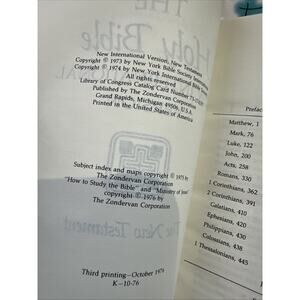 THE
Holy Bible
New International Version, New Testament
Copyright © 1973 by New York Bible Society
Copyright © 1974 by New York International Bible
All rights reserved
Library of Congress Catalog Card Number 73-
Published by The Zondervan Corporation
Grand Rapids, Michigan 49506, U.S.A.
Printed in the United States of America
Subject index and maps copyright © 1975 by
The Zondervan Corporation
"How to Study the Bible" and "Ministry of Jesus"
copyright © 1976 by
The Zondervan Corporation
The New Testament
Third printing—October 1976
K-10-76
Preface
Matthew, 1
Mark, 76
Luke, 122
John, 200
Acts, 258
Romans, 330
1 Corinthians, 362
2 Corinthians, 391
Galatians, 410
Ephesians, 420
Philippians, 430
Colossians, 438
1 Thessalonians, 445